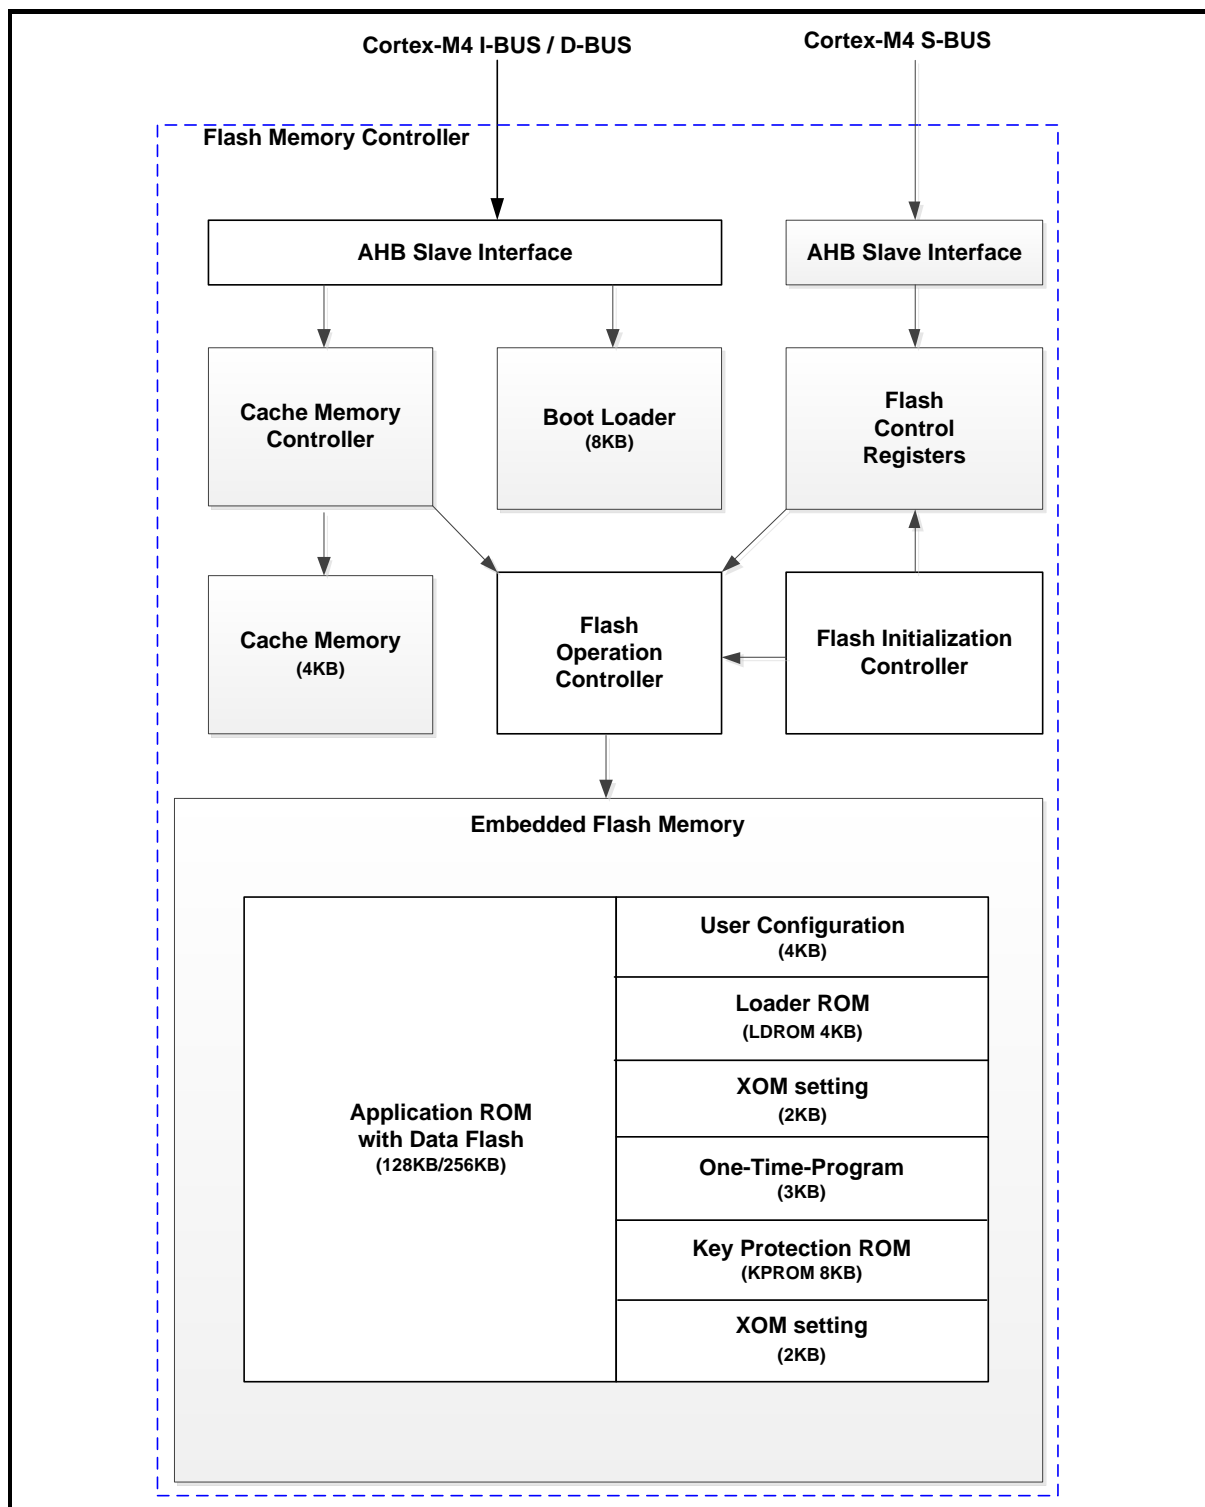 Cortex-M4 I-BUS / D-BUS
Cortex-M4 S-BUS
Flash Memory Controller
AHB Slave Interface
AHB Slave Interface
Cache Memory
Controller
Boot Loader
(8KB)
Flash
Control
Registers
Cache Memory
(4KB)
Flash
Operation
Controller
Flash Initialization
Controller
Embedded Flash Memory
Application ROM
with Data Flash
(128KB/256KB)
User Configuration
(4KB)
Loader ROM
(LDROM 4KB)
XOM setting
(2KB)
One-Time-Program
(3KB)
Key Protection ROM
(KPROM 8KB)
XOM setting
(2KB)